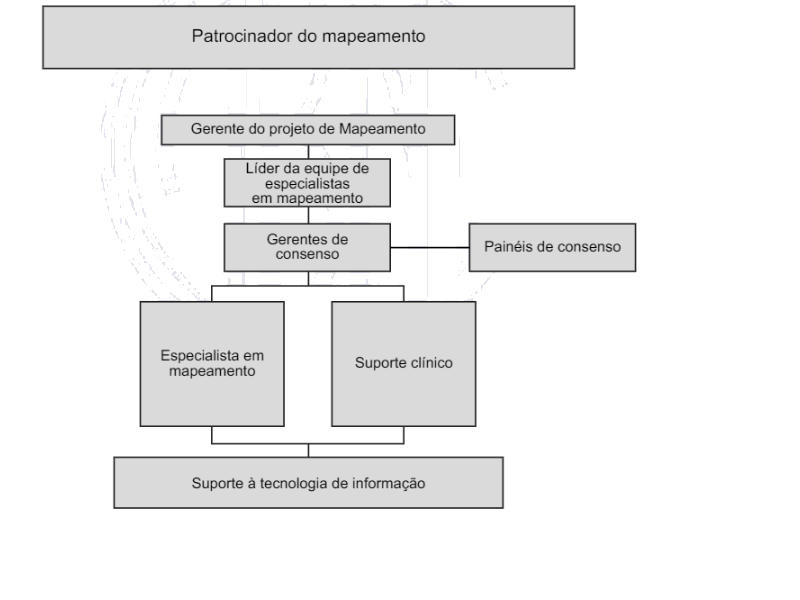 Patrocinador do mapeamento
Gerente do projeto de Mapeamento
Líder da equipe de
especialistas
em mapeamento
Gerentes de
consenso
Painéis de consenso
Especialista em
mapeamento
Suporte clínico
Suporte à tecnologia de informação